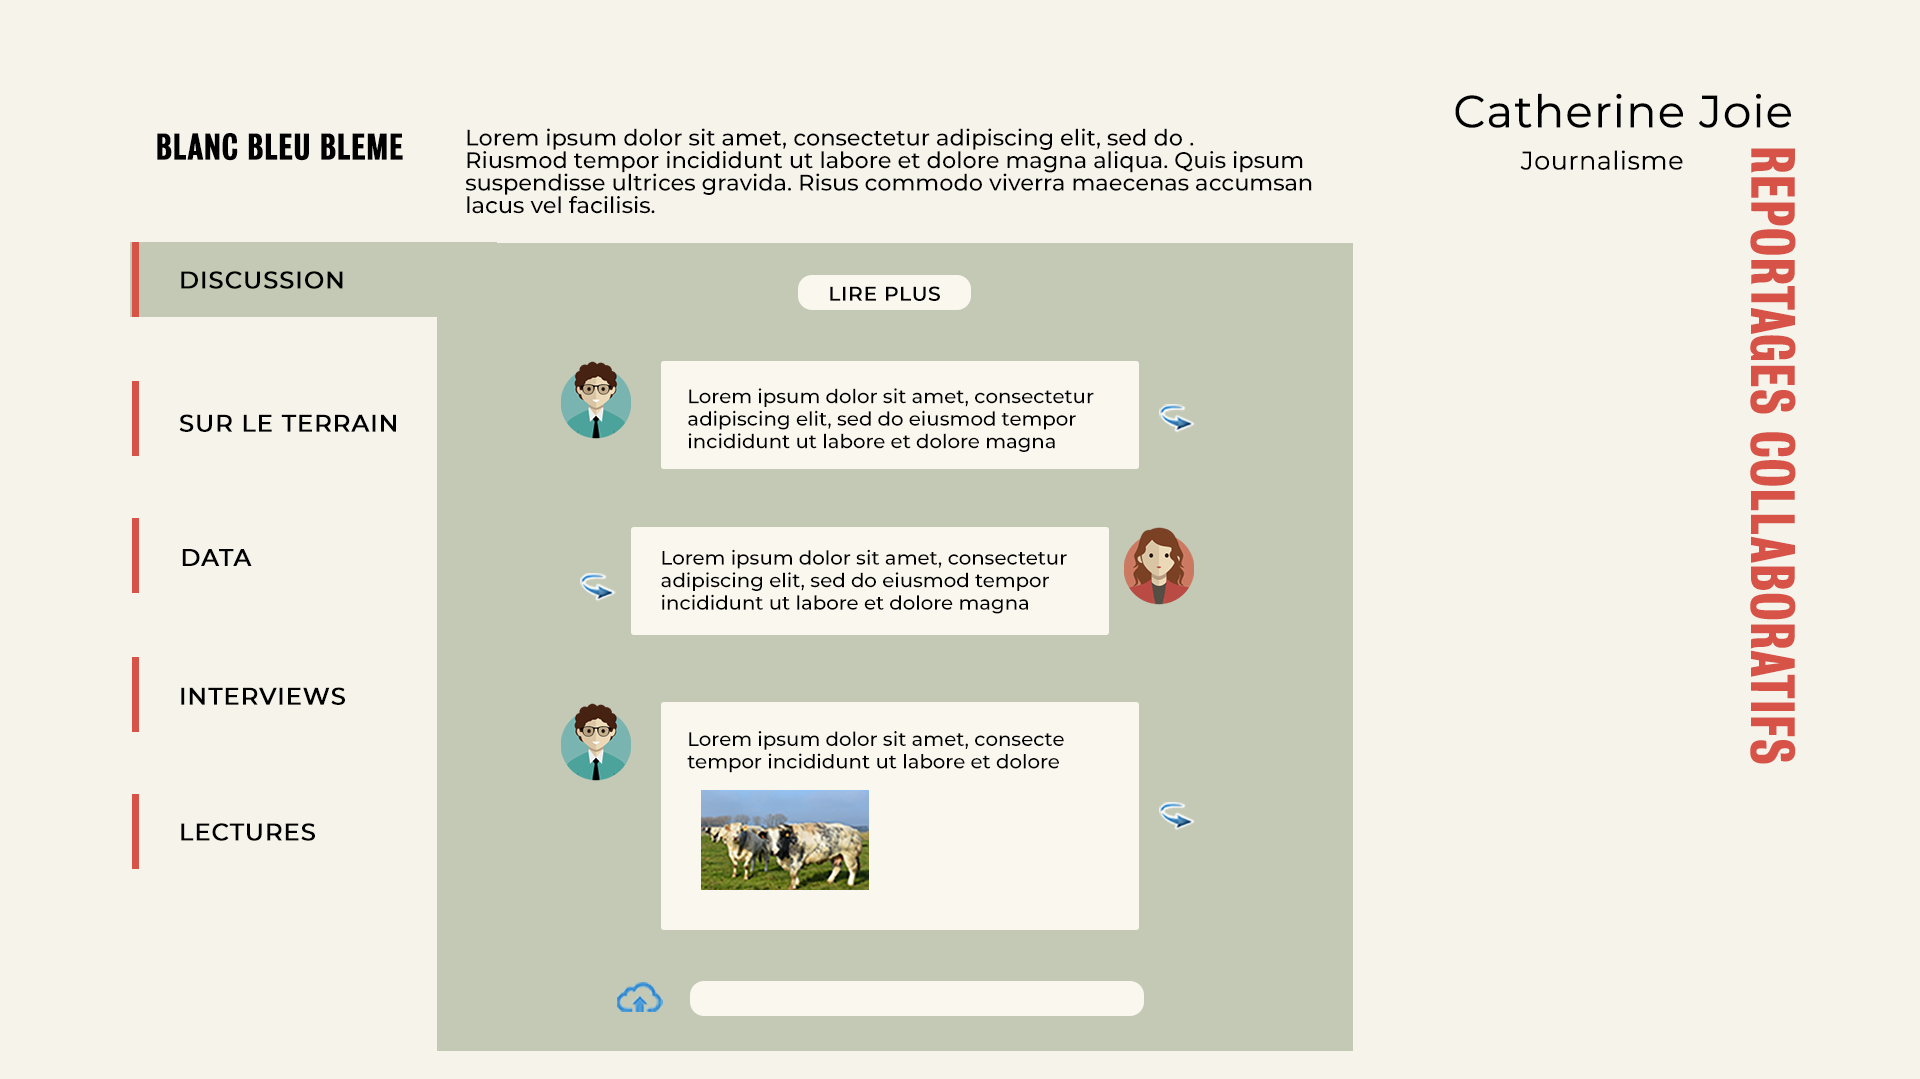 Catherine Joie
Journalisme
REPORTAGES COLLABORATIFS
BLANC BLEU BLEME
Lorem ipsum dolor sit amet, consectetur adipiscing elit, sed do .
Riusmod tempor incididunt ut labore et dolore magna aliqua. Quis ipsum
suspendisse ultrices gravida. Risus commodo viverra maecenas accumsan
lacus vel facilisis.
DISCUSSION
SUR LE TERRAIN
DATA
INTERVIEWS
LECTURES
LIRE PLUS
Lorem ipsum dolor sit amet, consectetur
adipiscing elit, sed do eiusmod tempor
incididunt ut labore et dolore magna
Lorem ipsum dolor sit amet, consectetur
adipiscing elit, sed do eiusmod tempor
incididunt ut labore et dolore magna
Lorem ipsum dolor sit amet, consecte
tempor incididunt ut labore et dolore